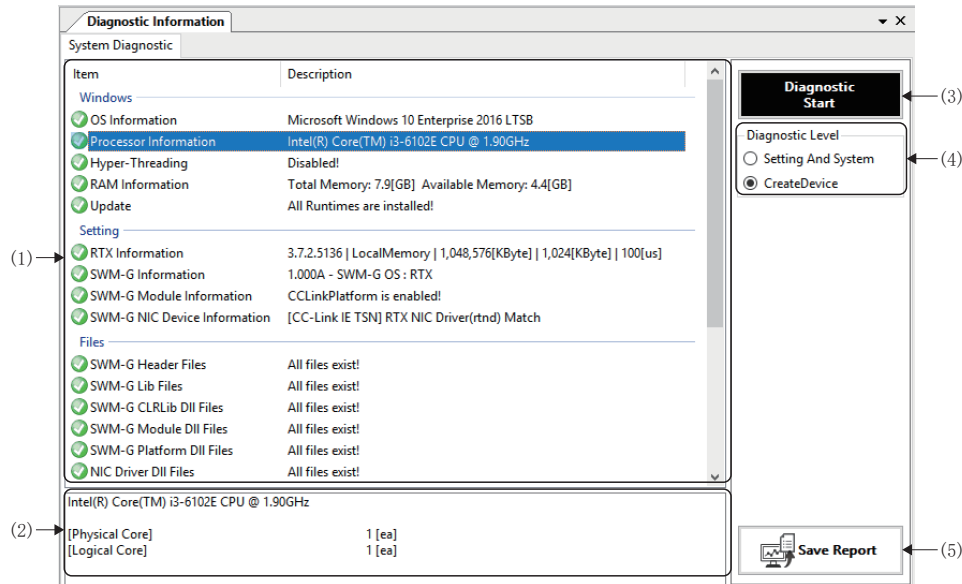 Diagnostic Information
System Diagnostic
Item Description
Windows
OS Information Microsoft Windows 10 Enterprise 2016 LTSB
Processor Information Intel(R) Core(TM) i3-6102E CPU @ 1.90GHz
Hyper-Threading Disabled!
RAM Information Total Memory: 7.9[GB] Available Memory: 4.4[GB]
Update All Runtimes are installed!
Setting
RTX Information 3.7.2.5136 | LocalMemory | 1,048,576[KByte] | 1,024[KByte] | 100[us]
SWM-G Information 1.000A - SWM-G OS : RTX
SWM-G Module Information CCLinkPlatform is enabled!
SWM-G NIC Device Information [CC-Link IE TSN] RTX NIC Driver(rtnd) Match
Files
SWM-G Header Files All files exist!
SWM-G Lib Files All files exist!
SWM-G CLRLib Dll Files All files exist!
SWM-G Module Dll Files All files exist!
SWM-G Platform Dll Files All files exist!
NIC Driver Dll Files All files exist!
(1)
Intel(R) Core(TM) i3-6102E CPU @ 1.90GHz
[Physical Core] 1 [ea]
[Logical Core] 1 [ea]
(2)
Diagnostic
Start
(3)
Diagnostic Level
Setting And System
CreateDevice
(4)
Save Report
(5)